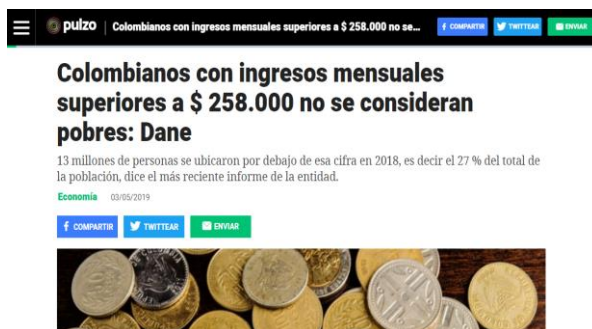 pulzo | Colombianos con ingresos mensuales superiores a $ 258.000 no se... COMPARTIR TWITTEAR ENVIAR
Colombianos con ingresos mensuales
superiores a $ 258.000 no se consideran
pobres: Dane
13 millones de personas se ubicaron por debajo de esa cifra en 2018, es decir el 27 % del total de
la población, dice el más reciente informe de la entidad.
Economía 03/05/2019
COMPARTIR TWITTEAR ENVIAR